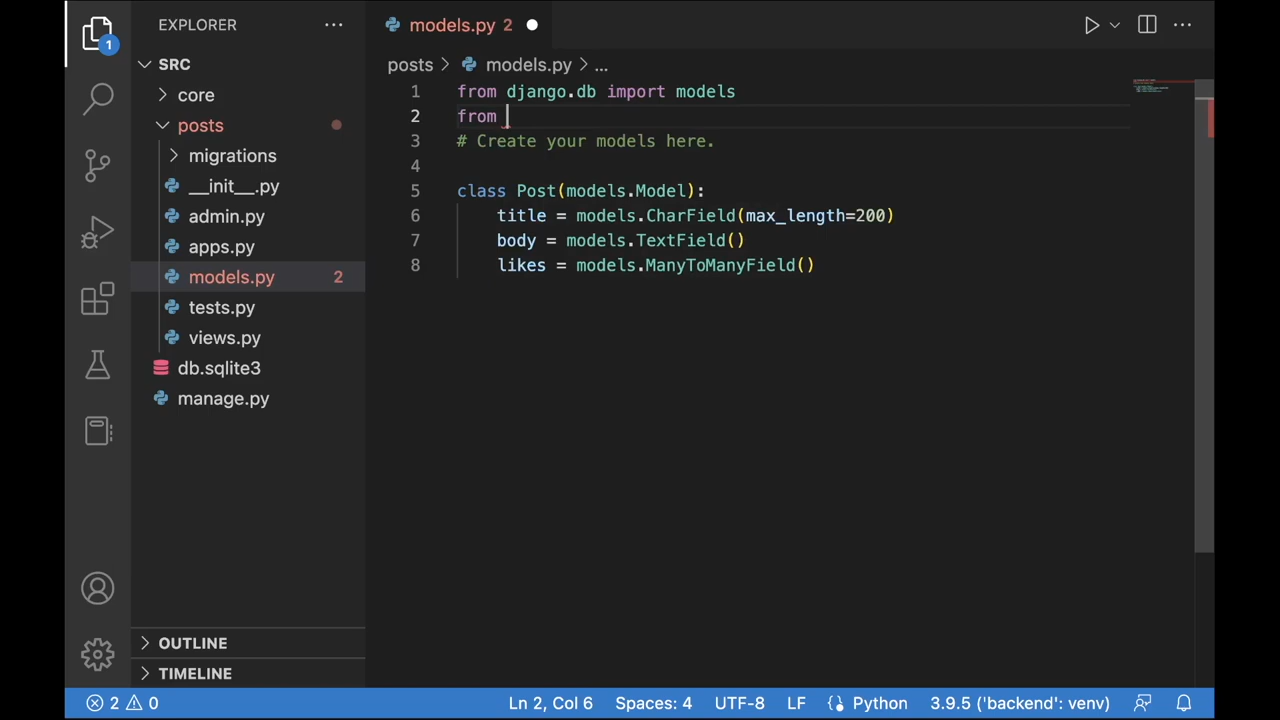 EXPLORER
SRC
core
posts
migrations
__init__.py
admin.py
apps.py
models.py 2
tests.py
views.py
db.sqlite3
manage.py
OUTLINE
TIMELINE
1
models.py 2
posts > models.py > ...
1 from django.db import models
2 from
3 # Create your models here.
4
5 class Post(models.Model):
6 title = models.CharField(max_length=200)
7 body = models.TextField()
8 likes = models.ManyToManyField()
2 0 Ln 2, Col 6 Spaces: 4 UTF-8 LF Python 3.9.5 ('backend': venv)